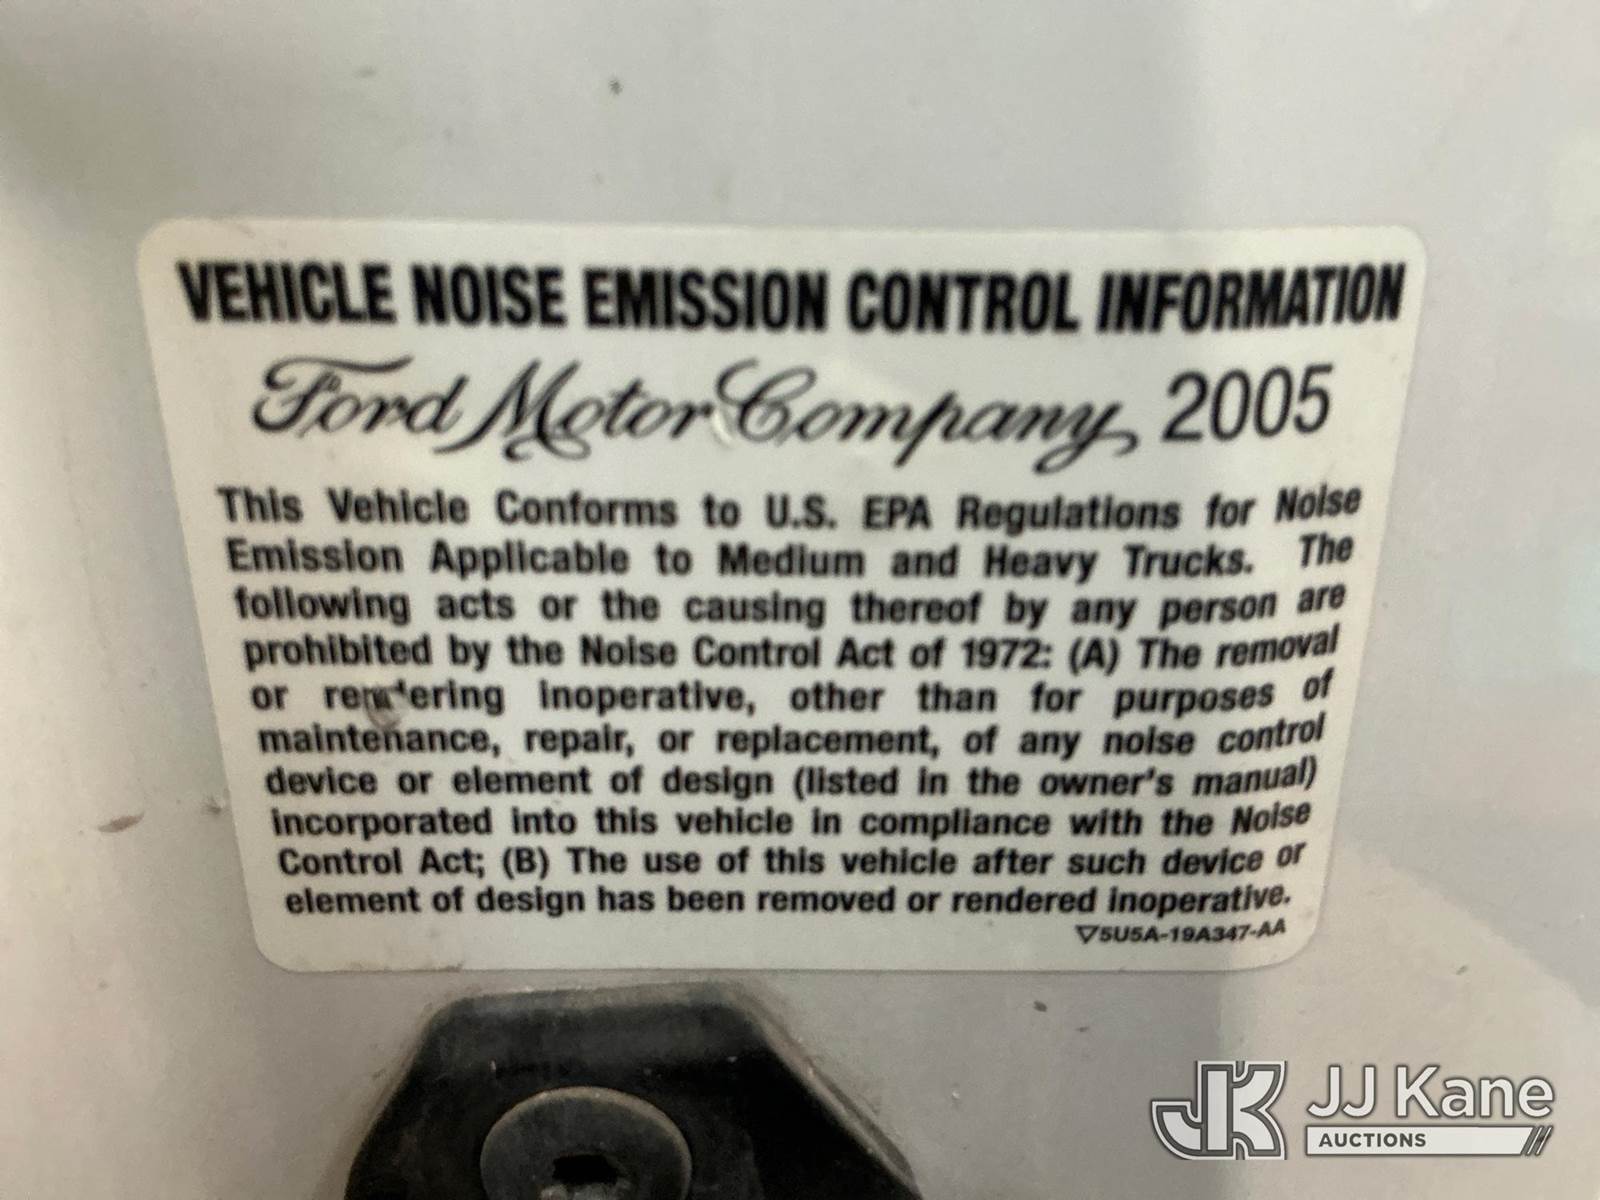 VEHICLE NOISE EMISSION CONTROL INFORMATION
Ford Motor Company 2005
This Vehicle Conforms to U.S. EPA Regulations for Noise
Emission Applicable to Medium and Heavy Trucks. The
following acts or the causing thereof by any person are
prohibited by the Noise Control Act of 1972: (A) The removal
or rendering inoperative, other than for purposes of
maintenance, repair, or replacement, of any noise control
device or element of design (listed in the owner's manual)
incorporated into this vehicle in compliance with the Noise
Control Act; (B) The use of this vehicle after such device or
element of design has been removed or rendered inoperative.
▽5U5A-19A347-AA
JK JJ Kane
AUCTIONS